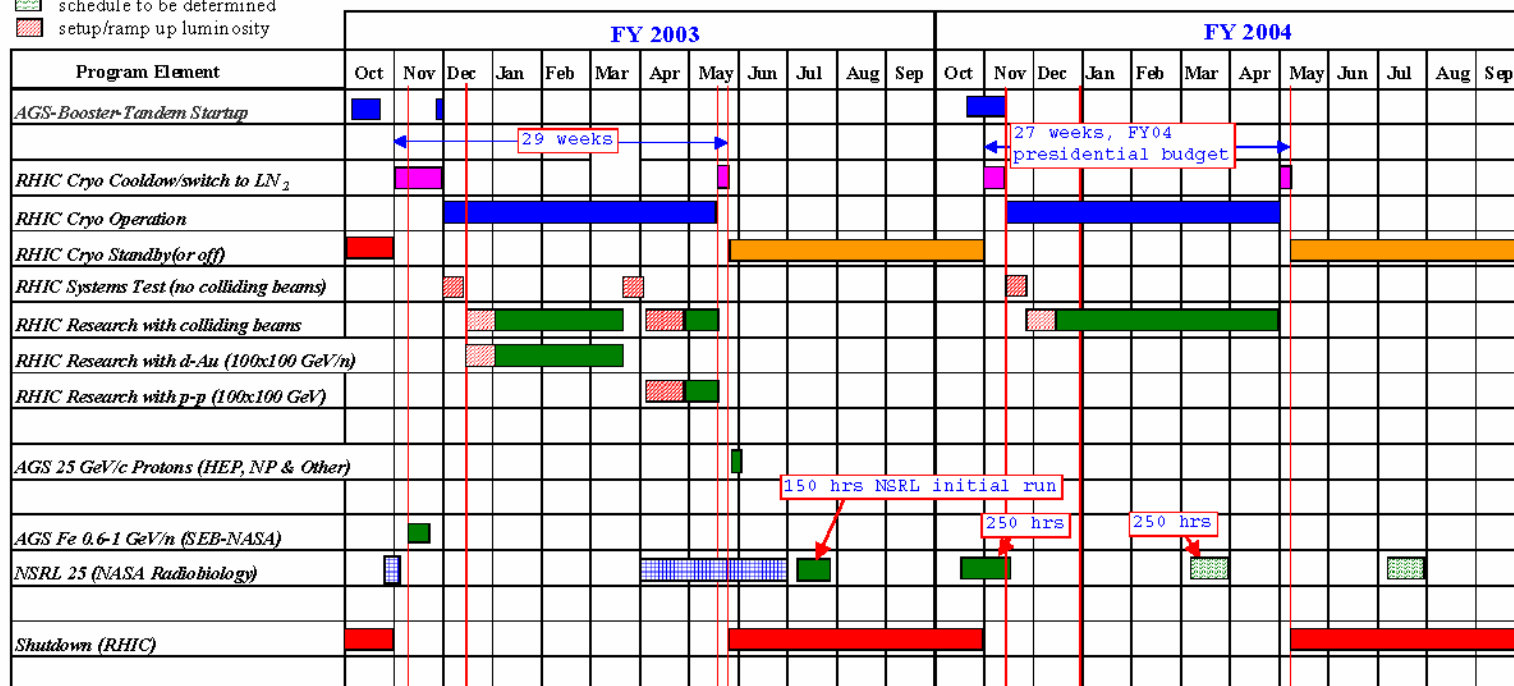 schedule to be determined
setup/ramp up luminosity
FY 2003
FY 2004
Program Element Oct Nov Dec Jan Feb Mar Apr May Jun Jul Aug Sep Oct Nov Dec Jan Feb Mar Apr May Jun Jul Aug Sep
AGS-Booster-Tandem Startup
29 weeks
27 weeks, FY04
presidential budget
RHIC Cryo Cooldow/switch to LN2
RHIC Cryo Operation
RHIC Cryo Standby(or off)
RHIC Systems Test (no colliding beams)
RHIC Research with colliding beams
RHIC Research with d-Au (100x100 GeV/n)
RHIC Research with p-p (100x100 GeV)
AGS 25 GeV/c Protons (HEP, NP & Other)
150 hrs NSRL initial run
250 hrs
250 hrs
AGS Fe 0.6-1 GeV/n (SEB-NASA)
NSRL 25 (NASA Radiobiology)
Shutdown (RHIC)